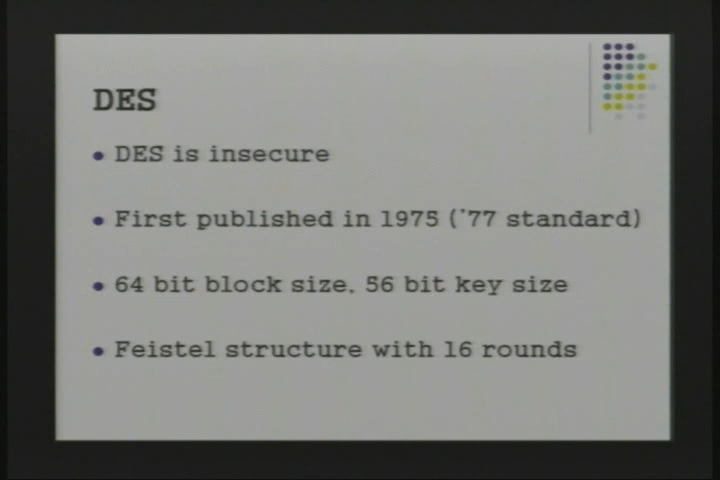 DES
DES is insecure
First published in 1975 ('77 standard)
64 bit block size, 56 bit key size
Feistel structure with 16 rounds